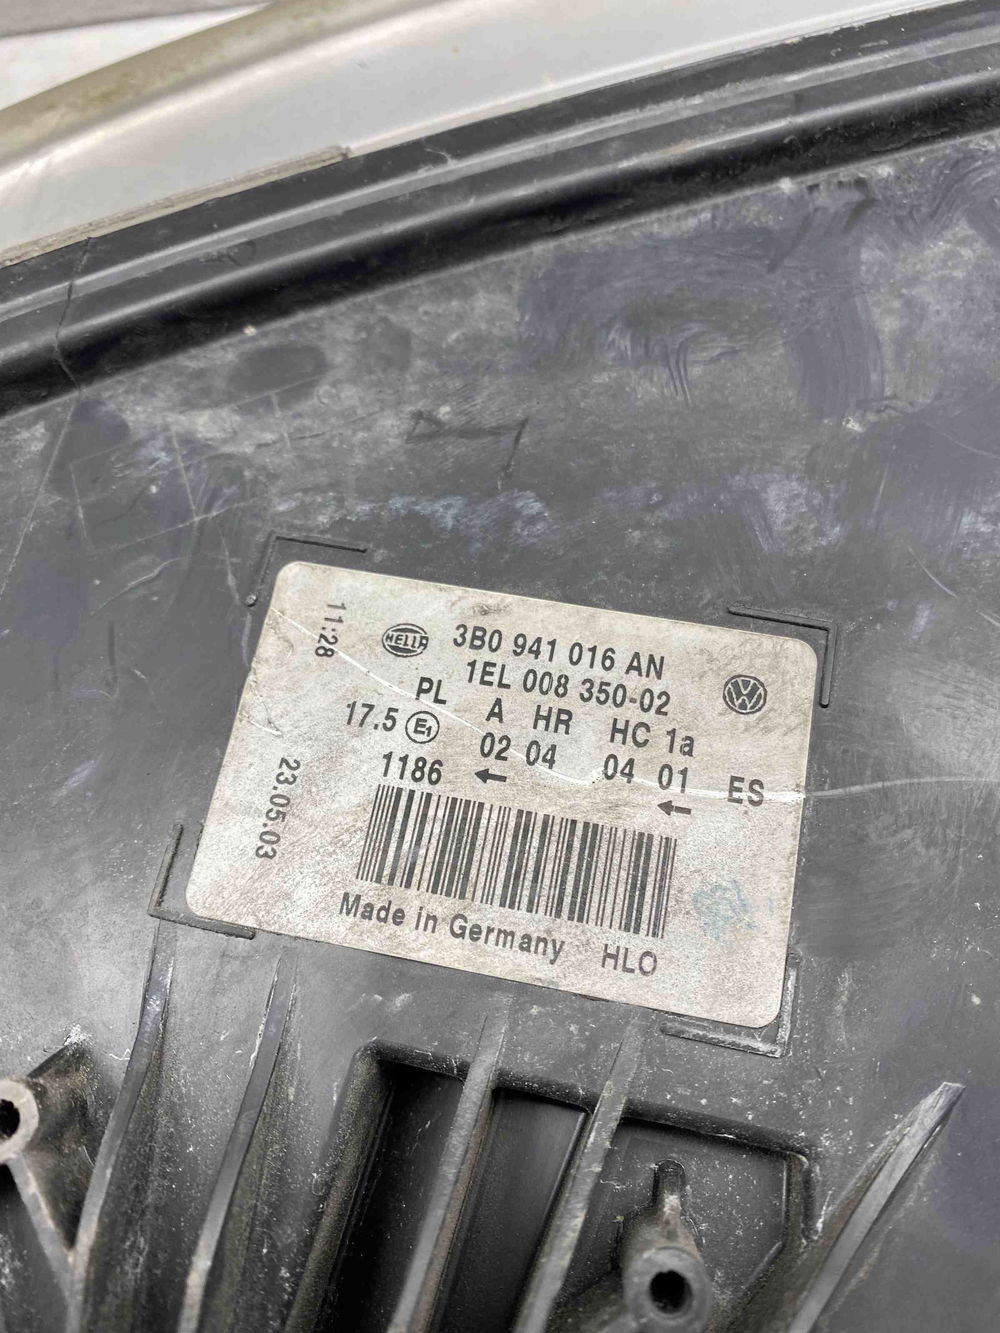 11:28
HELLA
3B0 941 016 AN
1EL 008 350-02
PL A HR HC 1a
17.5 E1 02 04 04 01 ES
1186 ← ←
23.05.03
Made in Germany HLO